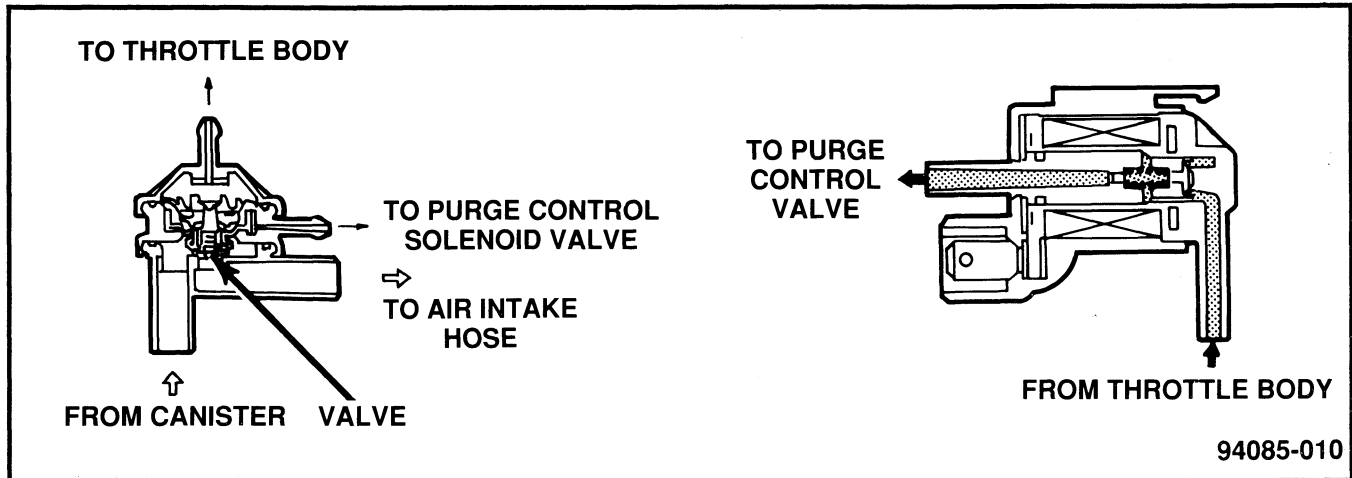 TO THROTTLE BODY
TO PURGE CONTROL
SOLENOID VALVE
TO AIR INTAKE
HOSE
FROM CANISTER
VALVE
TO PURGE
CONTROL
VALVE
FROM THROTTLE BODY
94085-010